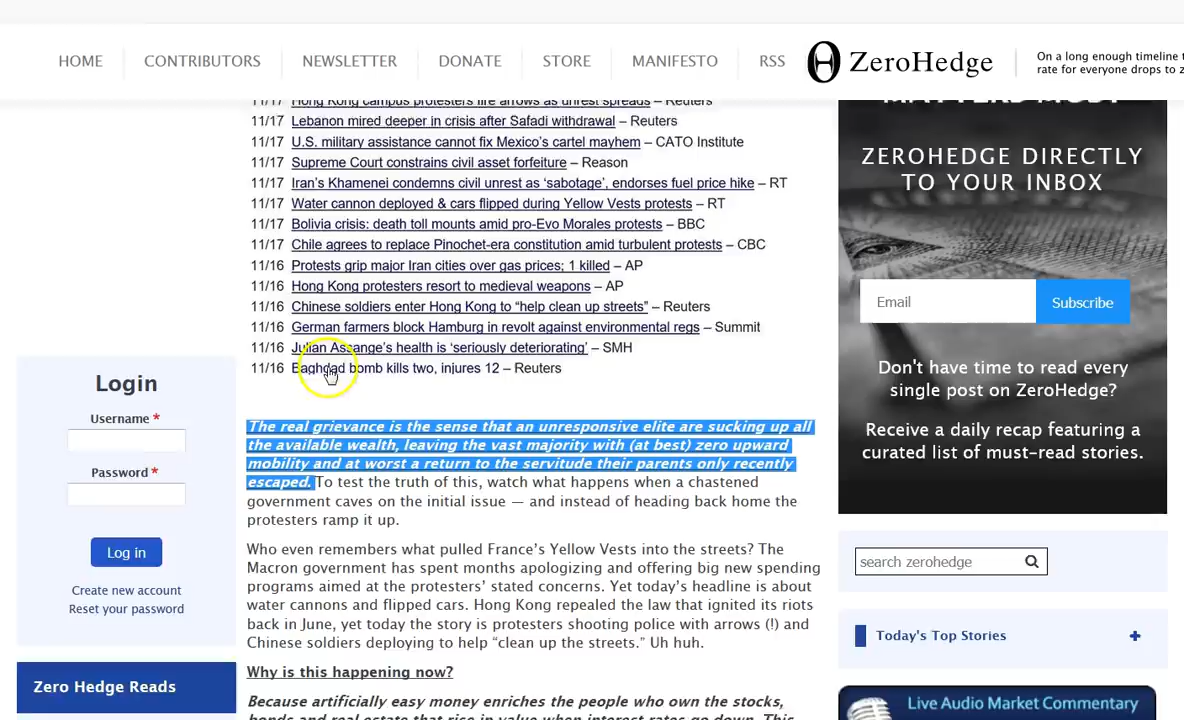 HOME CONTRIBUTORS NEWSLETTER DONATE STORE MANIFESTO RSS ZeroHedge
On a long enough timeline
rate for everyone drops to
11/17 Hong Kong campus protesters fire arrows as unrest spreads – Reuters
11/17 Lebanon mired deeper in crisis after Safadi withdrawal – Reuters
11/17 U.S. military assistance cannot fix Mexico's cartel mayhem – CATO Institute
11/17 Supreme Court constrains civil asset forfeiture – Reason
11/17 Iran's Khamenei condemns civil unrest as 'sabotage', endorses fuel price hike – RT
11/17 Water cannon deployed & cars flipped during Yellow Vests protests – RT
11/17 Bolivia crisis: death toll mounts amid pro-Evo Morales protests – BBC
11/17 Chile agrees to replace Pinochet-era constitution amid turbulent protests – CBC
11/16 Protests grip major Iran cities over gas prices; 1 killed – AP
11/16 Hong Kong protesters resort to medieval weapons – AP
11/16 Chinese soldiers enter Hong Kong to "help clean up streets" – Reuters
11/16 German farmers block Hamburg in revolt against environmental regs – Summit
11/16 Julian Assange's health is 'seriously deteriorating' – SMH
11/16 Baghdad bomb kills two, injures 12 – Reuters
The real grievance is the sense that an unresponsive elite are sucking up all
the available wealth, leaving the vast majority with (at best) zero upward
mobility and at worst a return to the servitude their parents only recently
escaped. To test the truth of this, watch what happens when a chastened
government caves on the initial issue — and instead of heading back home the
protesters ramp it up.
Who even remembers what pulled France's Yellow Vests into the streets? The
Macron government has spent months apologizing and offering big new spending
programs aimed at the protesters' stated concerns. Yet today's headline is about
water cannons and flipped cars. Hong Kong repealed the law that ignited its riots
back in June, yet today the story is protesters shooting police with arrows (!) and
Chinese soldiers deploying to help "clean up the streets." Uh huh.
Why is this happening now?
Because artificially easy money enriches the people who own the stocks,
bonds and real estate that rise in value when interest rates go down. This
Login
Username *
Password *
Log in
Create new account
Reset your password
Zero Hedge Reads
MATTERS MOST
ZEROHEDGE DIRECTLY
TO YOUR INBOX
Email Subscribe
Don't have time to read every
single post on ZeroHedge?
Receive a daily recap featuring a
curated list of must-read stories.
search zerohedge
Today's Top Stories +
Live Audio Market Commentary